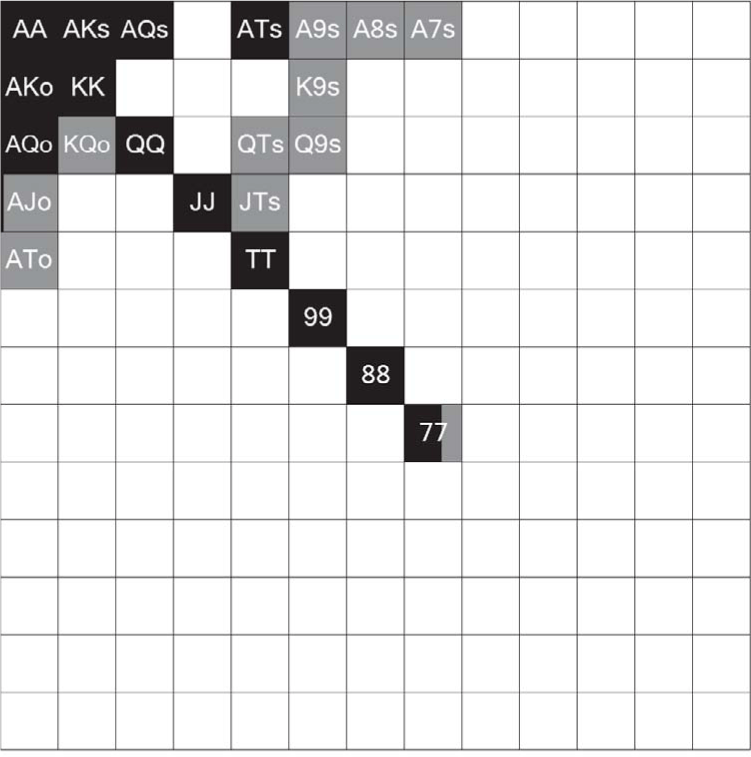 AA AKs AQs ATs A9s A8s A7s
AKo KK K9s
AQo KQo QQ QTs Q9s
AJo JJ JTs
ATo TT
99
88
77